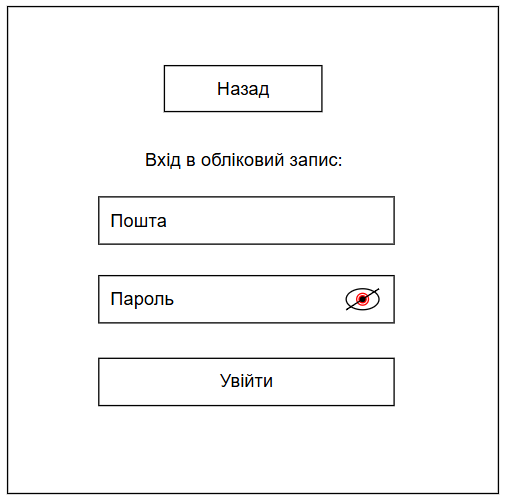 Назад
Вхід в обліковий запис:
Пошта
Пароль
Увійти